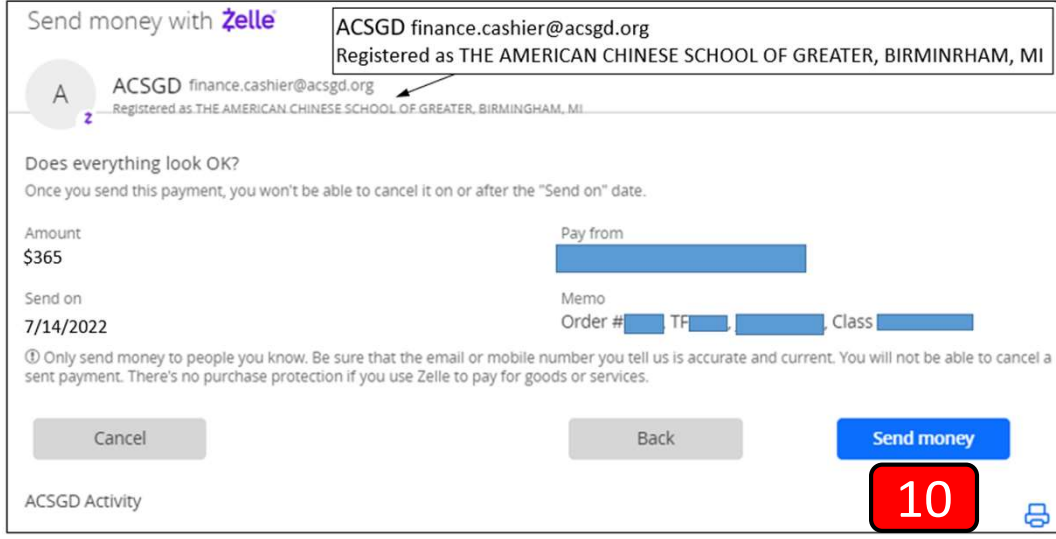 Send money with Zelle
ACSGD finance.cashier@acsgd.org
Registered as THE AMERICAN CHINESE SCHOOL OF GREATER, BIRMINRHAM, MI
A
ACSGD finance.cashier@acsgd.org
Registered as THE AMERICAN CHINESE SCHOOL OF GREATER, BIRMINGHAM, MI
Does everything look OK?
Once you send this payment, you won't be able to cancel it on or after the "Send on" date.
Amount
$365
Pay from
Send on
7/14/2022
Memo
Order # , TF , , Class
Only send money to people you know. Be sure that the email or mobile number you tell us is accurate and current. You will not be able to cancel a
sent payment. There's no purchase protection if you use Zelle to pay for goods or services.
Cancel
Back
Send money
ACSGD Activity
10